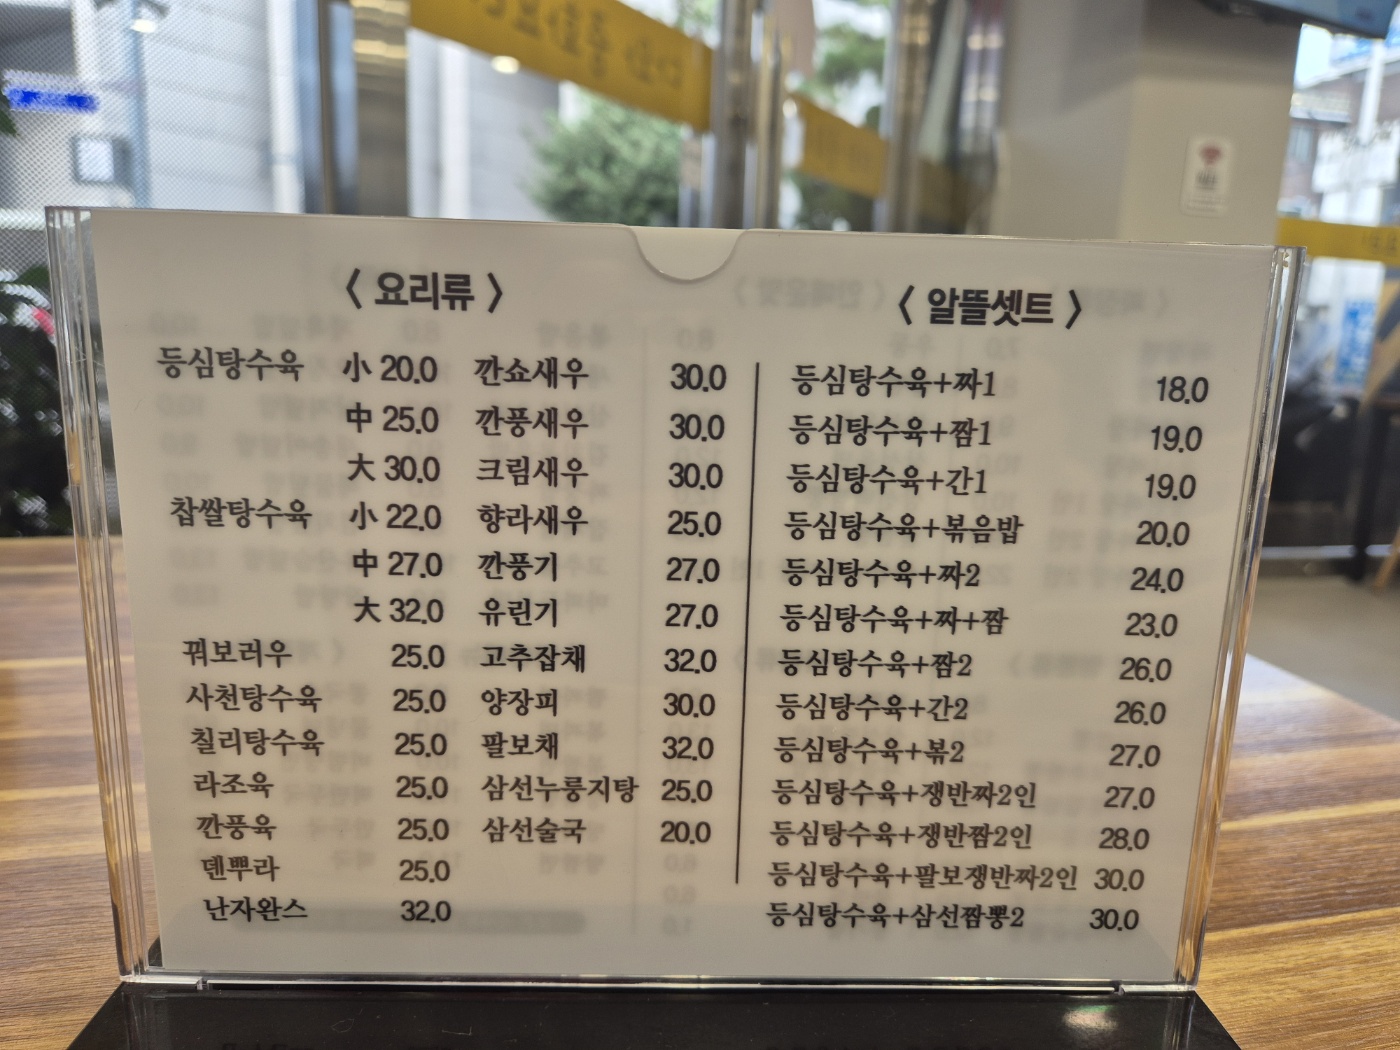 〈 요리류 〉
등심탕수육 小 20.0
中 25.0
大 30.0
찹쌀탕수육 小 22.0
中 27.0
大 32.0
꿔보러우 25.0
사천탕수육 25.0
칠리탕수육 25.0
라조육 25.0
깐풍육 25.0
덴뿌라 25.0
난자완스 32.0
깐쇼새우 30.0
깐풍새우 30.0
크림새우 30.0
향라새우 25.0
깐풍기 27.0
유린기 27.0
고추잡채 32.0
양장피 30.0
팔보채 32.0
삼선누룽지탕 25.0
삼선술국 20.0
〈 알뜰셋트 〉
등심탕수육+짜1 18.0
등심탕수육+짬1 19.0
등심탕수육+간1 19.0
등심탕수육+볶음밥 20.0
등심탕수육+짜2 24.0
등심탕수육+짜+짬 23.0
등심탕수육+짬2 26.0
등심탕수육+간2 26.0
등심탕수육+볶2 27.0
등심탕수육+쟁반짜2인 27.0
등심탕수육+쟁반짬2인 28.0
등심탕수육+팔보쟁반짜2인 30.0
등심탕수육+삼선짬뽕2 30.0